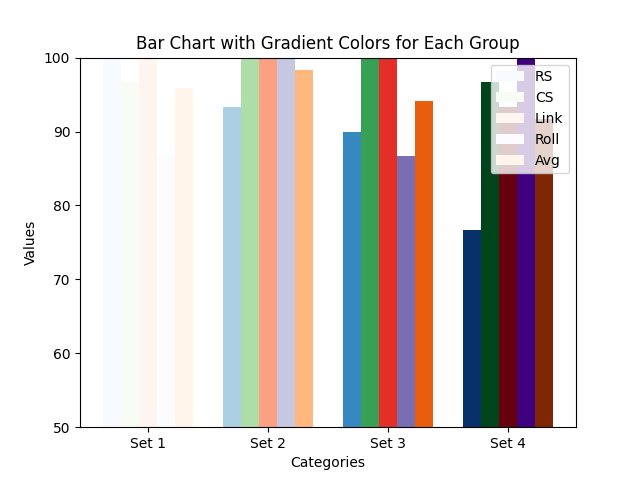 Bar Chart with Gradient Colors for Each Group
100
90
80
70
60
50
Values
RS
CS
Link
Roll
Avg
Set 1 Set 2 Set 3 Set 4
Categories